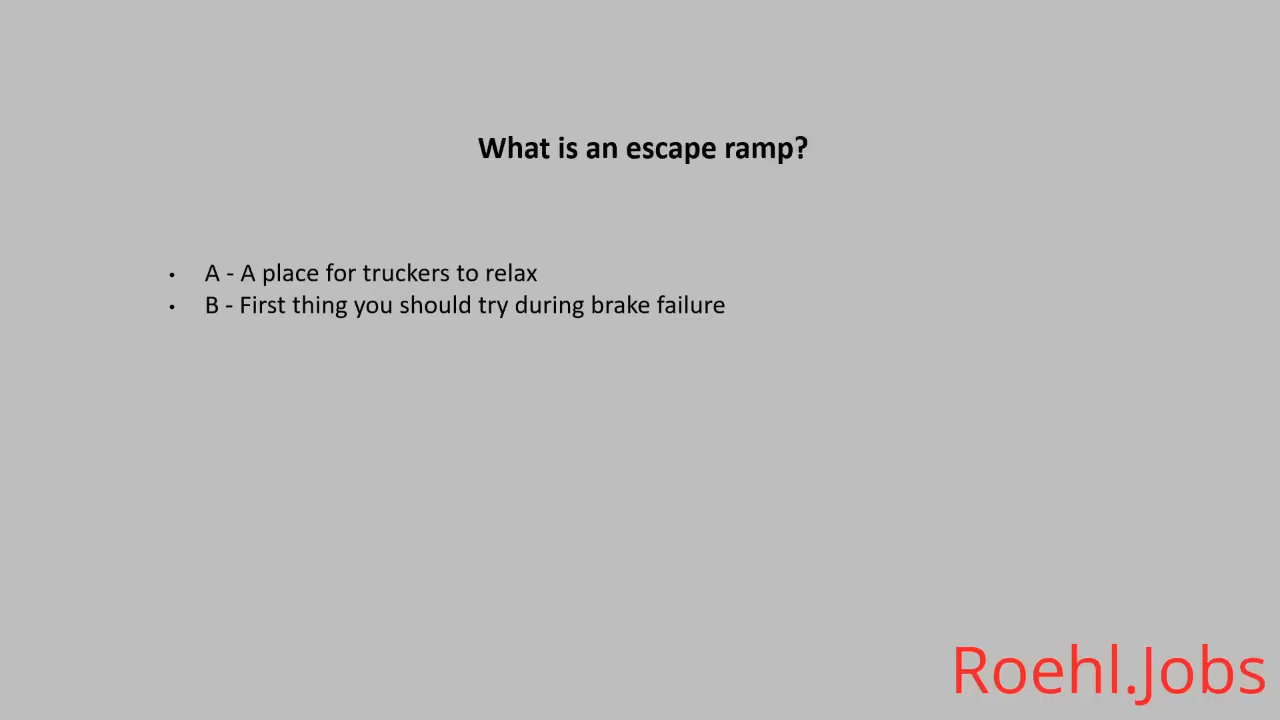 What is an escape ramp?
• A - A place for truckers to relax
• B - First thing you should try during brake failure
Roehl.Jobs